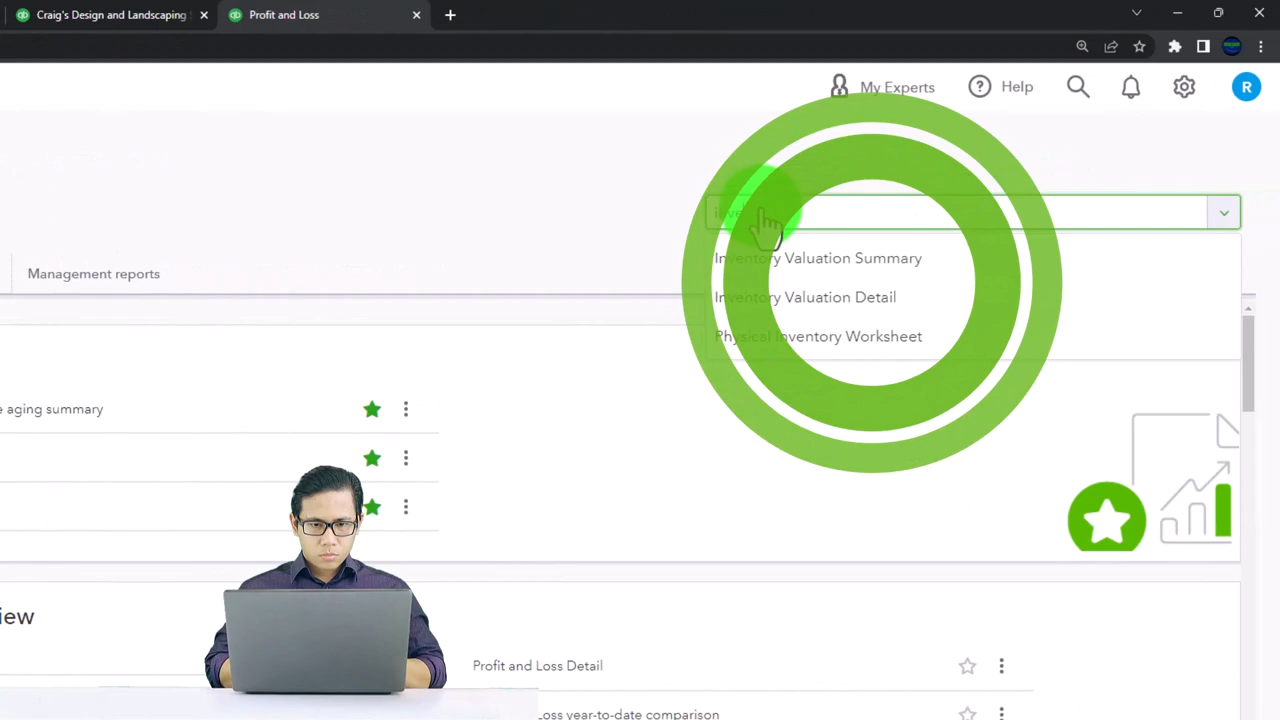 Craig's Design and Landscaping
Profit and Loss
My Experts
Help
R
Inventory Valuation Summary
Inventory Valuation Detail
Physical Inventory Worksheet
Management reports
e aging summary
iew
Profit and Loss Detail
Loss year-to-date comparison